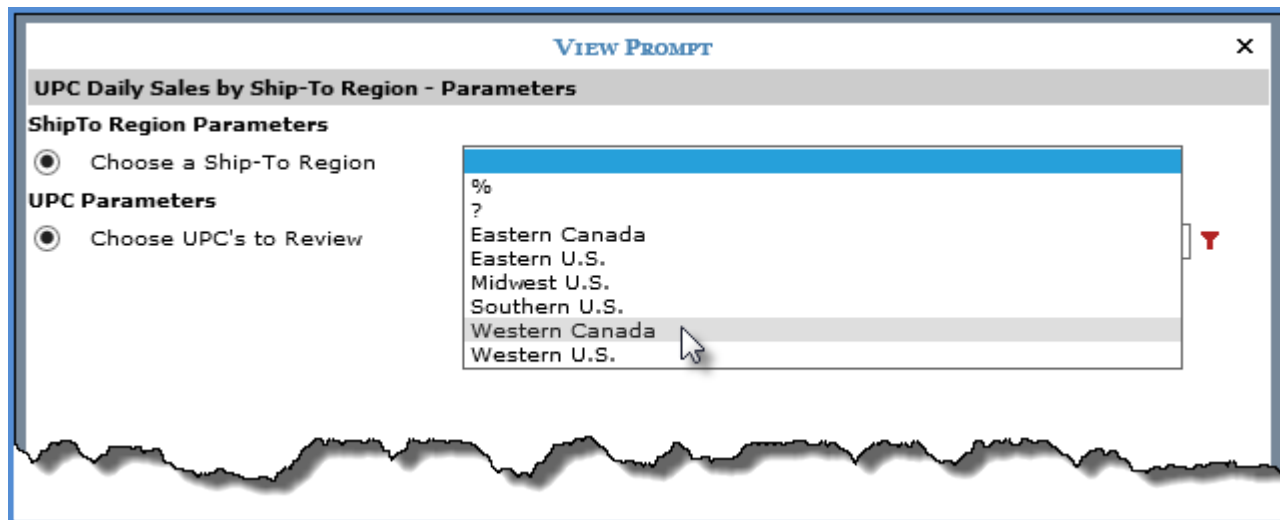 VIEW PROMPT
×
UPC Daily Sales by Ship-To Region - Parameters
ShipTo Region Parameters
Choose a Ship-To Region
%
?
Eastern Canada
Eastern U.S.
Midwest U.S.
Southern U.S.
Western Canada
Western U.S.
UPC Parameters
Choose UPC's to Review